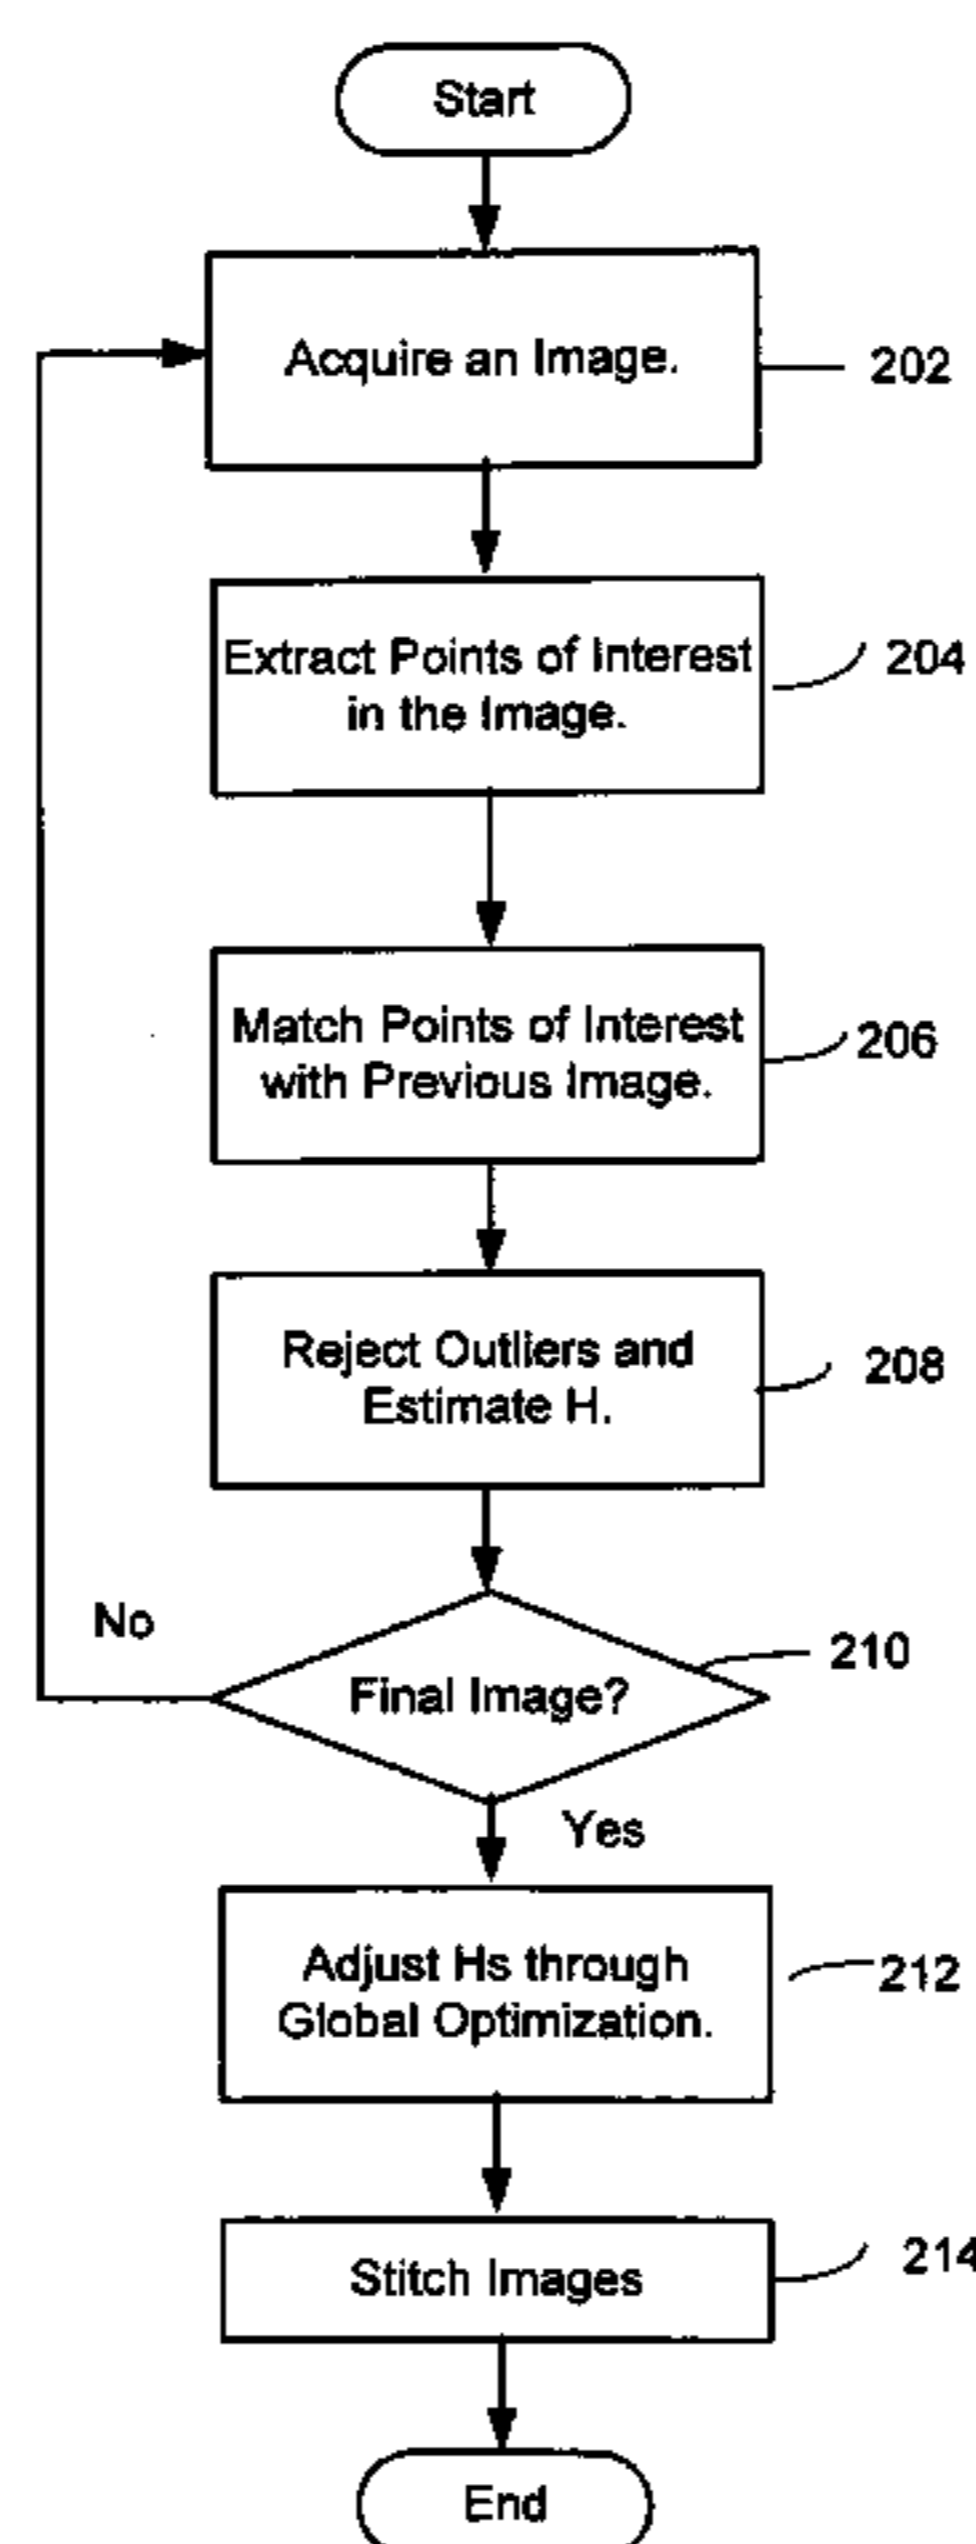 Start
Acquire an Image.
202
Extract Points of Interest
in the Image.
204
Match Points of Interest
with Previous Image.
206
Reject Outliers and
Estimate H.
208
No
Final Image?
210
Yes
Adjust Hs through
Global Optimization.
212
Stitch Images
214
End